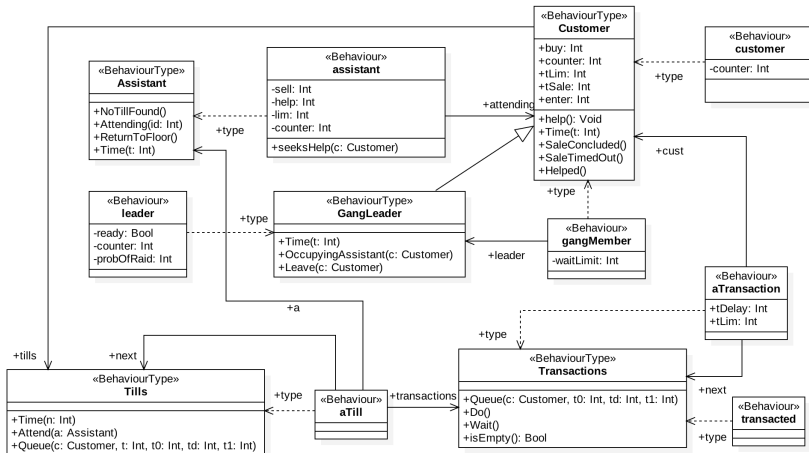 «BehaviourType»
Customer
+buy: Int
+counter: Int
+tLim: Int
+tSale: Int
+enter: Int
+help(): Void
+Time(t: Int)
+SaleConcluded()
+SaleTimedOut()
+Helped()
«Behaviour»
customer
-counter: Int
+type
«Behaviour»
assistant
-sell: Int
-help: Int
-lim: Int
-counter: Int
+seeksHelp(c: Customer)
+attending
«BehaviourType»
Assistant
+NoTillFound()
+Attending(id: Int)
+ReturnToFloor()
+Time(t: Int)
+type
+cust
+type
«Behaviour»
leader
-ready: Bool
-counter: Int
-probOfRaid: Int
+type
«BehaviourType»
GangLeader
+Time(t: Int)
+OccupyingAssistant(c: Customer)
+Leave(c: Customer)
«Behaviour»
gangMember
-waitLimit: Int
+leader
«Behaviour»
aTransaction
+tDelay: Int
+tLim: Int
+a
+type
+tills
+next
«BehaviourType»
Tills
+Time(n: Int)
+Attend(a: Assistant)
+Queue(c: Customer, t: Int, t0: Int, td: Int, t1: Int)
+type
«Behaviour»
aTill
+transactions
«BehaviourType»
Transactions
+Queue(c: Customer, t0: Int, td: Int, t1: Int)
+Do()
+Wait()
+isEmpty(): Bool
+next
«Behaviour»
transacted
+type